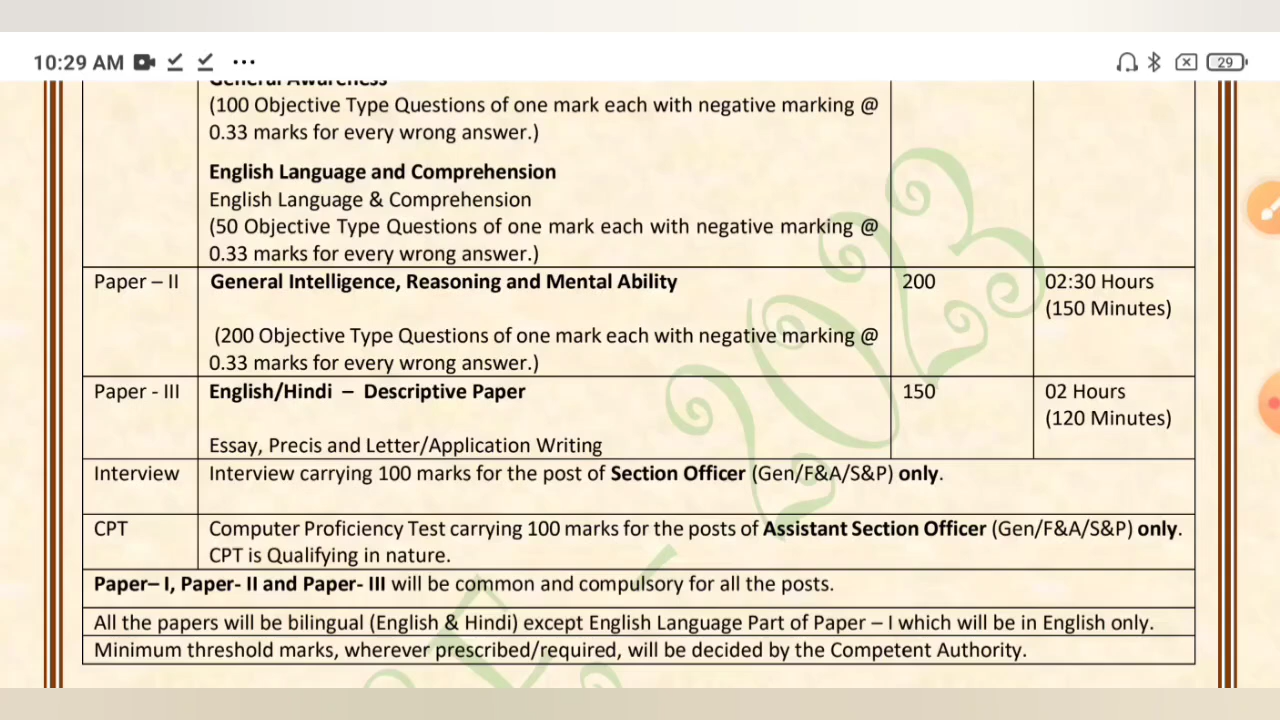 10:29 AM
29
General Awareness
(100 Objective Type Questions of one mark each with negative marking @
0.33 marks for every wrong answer.)
English Language and Comprehension
English Language & Comprehension
(50 Objective Type Questions of one mark each with negative marking @
0.33 marks for every wrong answer.)
Paper – II
General Intelligence, Reasoning and Mental Ability
(200 Objective Type Questions of one mark each with negative marking @
0.33 marks for every wrong answer.)
200
02:30 Hours
(150 Minutes)
Paper - III
English/Hindi – Descriptive Paper
Essay, Precis and Letter/Application Writing
150
02 Hours
(120 Minutes)
Interview
Interview carrying 100 marks for the post of Section Officer (Gen/F&A/S&P) only.
CPT
Computer Proficiency Test carrying 100 marks for the posts of Assistant Section Officer (Gen/F&A/S&P) only.
CPT is Qualifying in nature.
Paper– I, Paper- II and Paper- III will be common and compulsory for all the posts.
All the papers will be bilingual (English & Hindi) except English Language Part of Paper – I which will be in English only.
Minimum threshold marks, wherever prescribed/required, will be decided by the Competent Authority.
2023